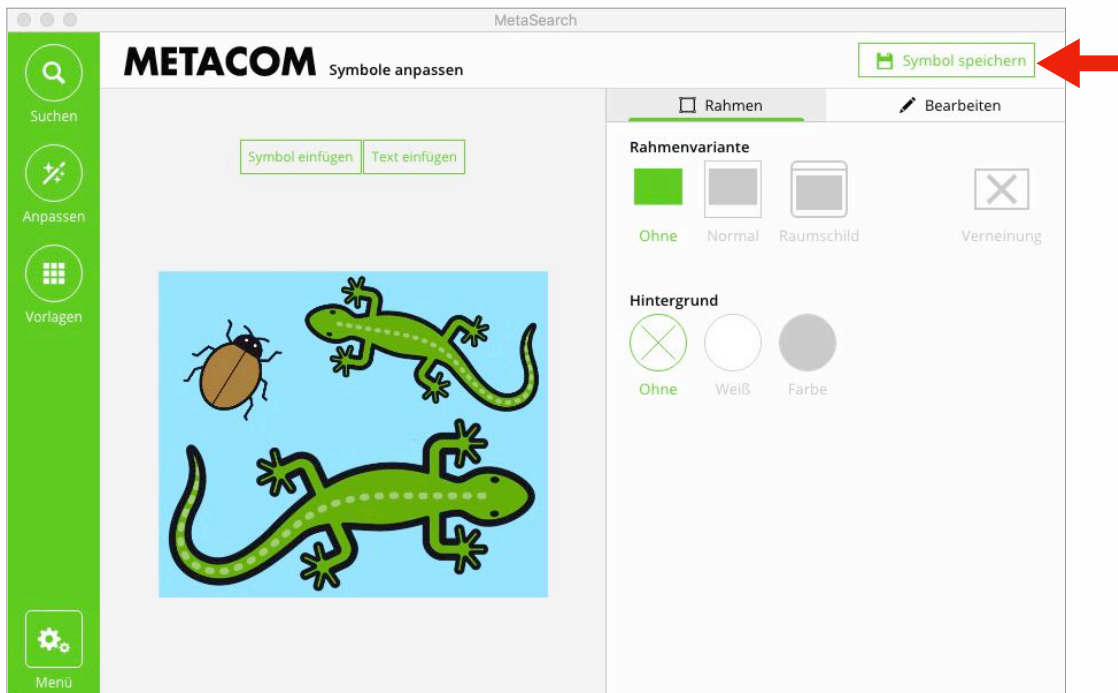 MetaSearch
METACOM Symbole anpassen
Symbol speichern
Suchen
Anpassen
Vorlagen
Menü
Symbol einfügen Text einfügen
Rahmen Bearbeiten
Rahmenvariante
Ohne Normal Raumschild Verneinung
Hintergrund
Ohne Weiß Farbe